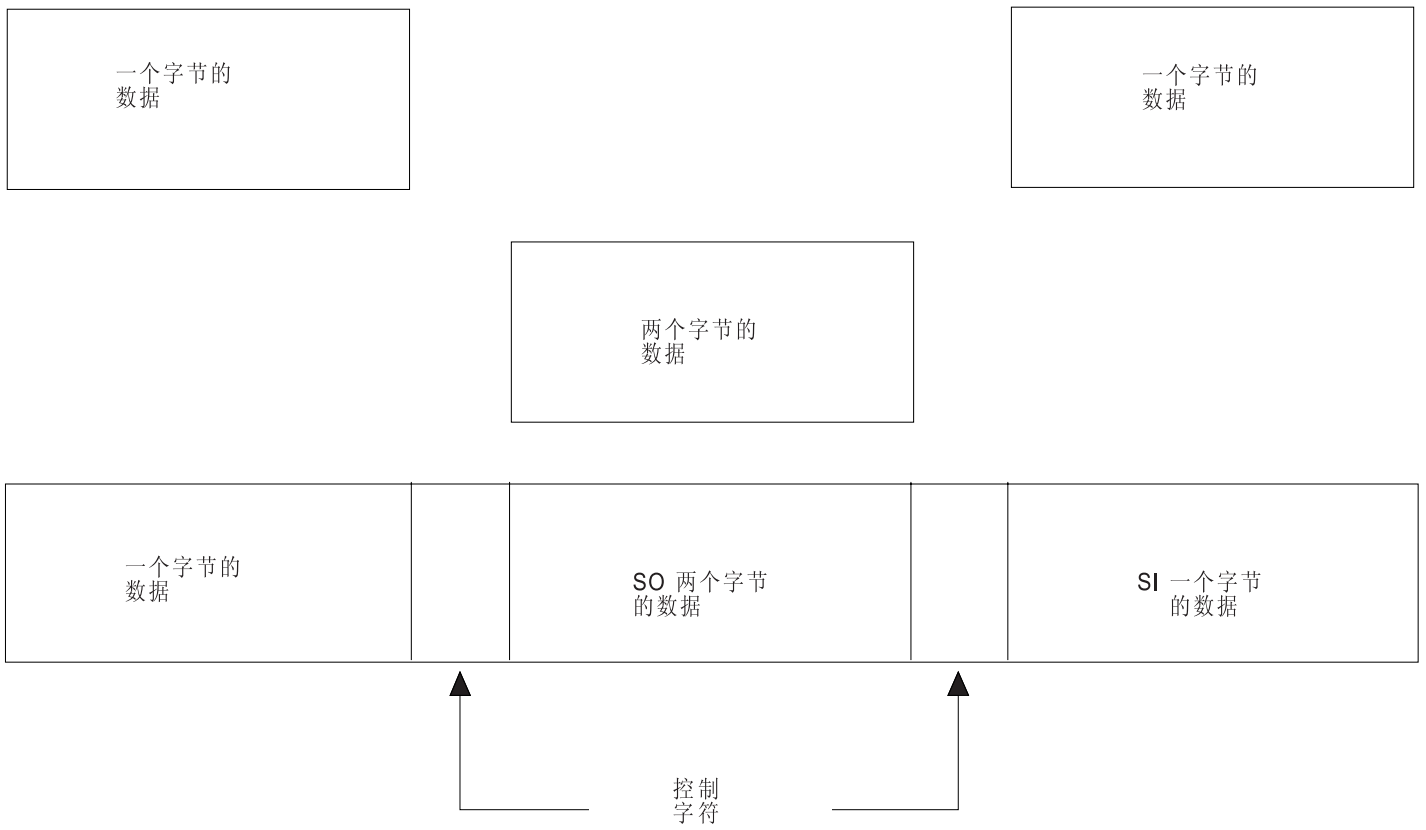 一个字节的
数据
一个字节的
数据
两个字节的
数据
一个字节的
数据
SO 两个字节
的数据
SI 一个字节
的数据
控制
字符